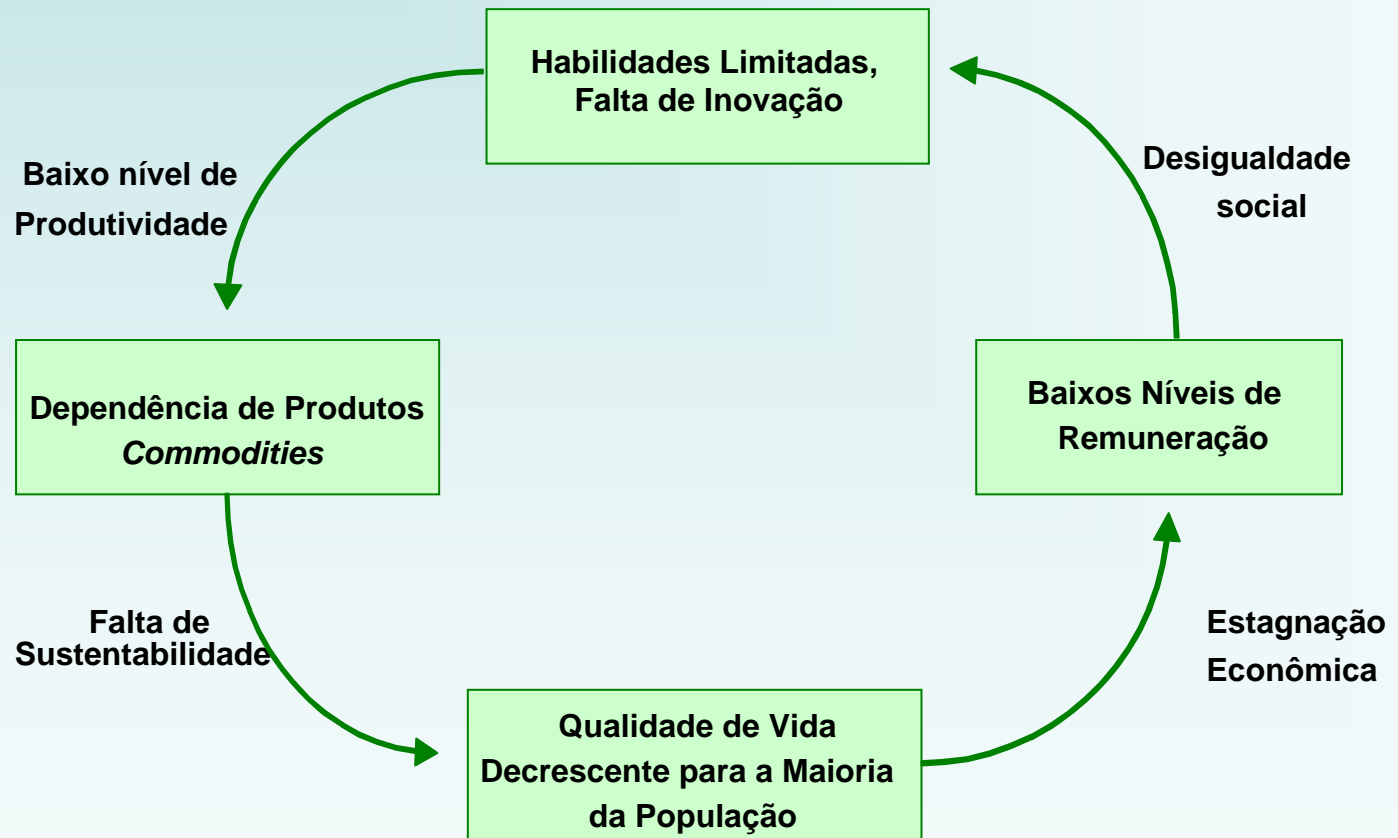 Habilidades Limitadas,
Falta de Inovação
Baixo nível de
Produtividade
Desigualdade
social
Dependência de Produtos
Commodities
Baixos Níveis de
Remuneração
Falta de
Sustentabilidade
Estagnação
Econômica
Qualidade de Vida
Decrescente para a Maioria
da População